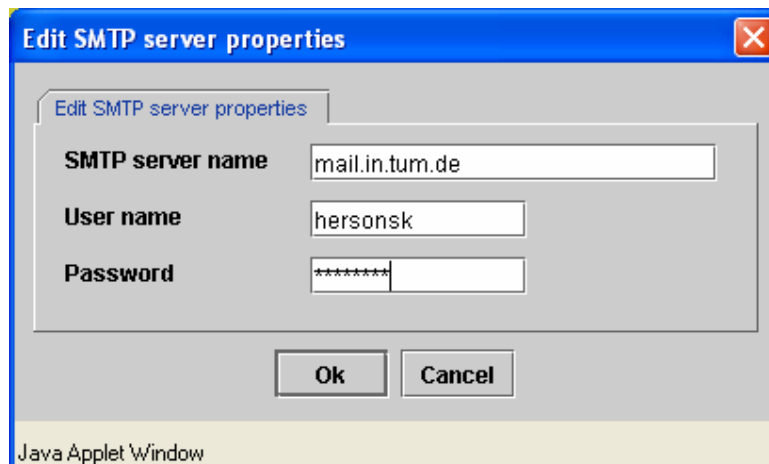 Edit SMTP server properties
Edit SMTP server properties
SMTP server name mail.in.tum.de
User name hersonsk
Password ********
Ok Cancel
Java Applet Window